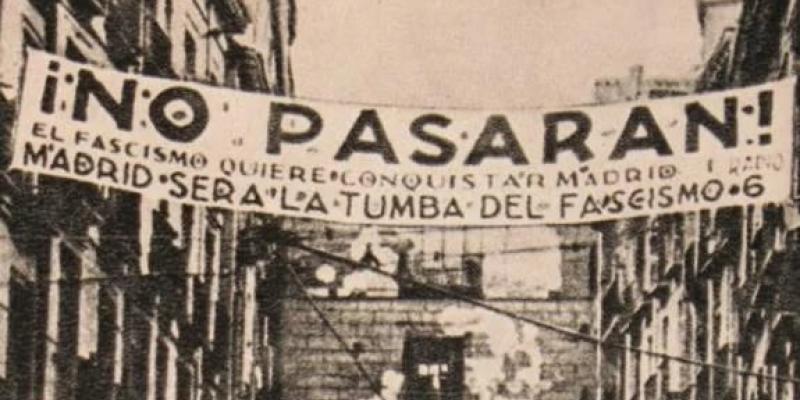 ¡NO PASARAN!
EL FASCISMO QUIERE CONQUISTAR MADRID
MADRID SERA LA TUMBA DEL FASCISMO